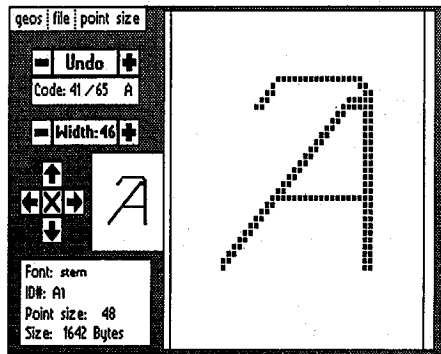 geos file point size
- Undo +
Code: 41/65 A
- Width:46 +
Font: stern
ID#: A1
Point size: 48
Size: 1642 Bytes